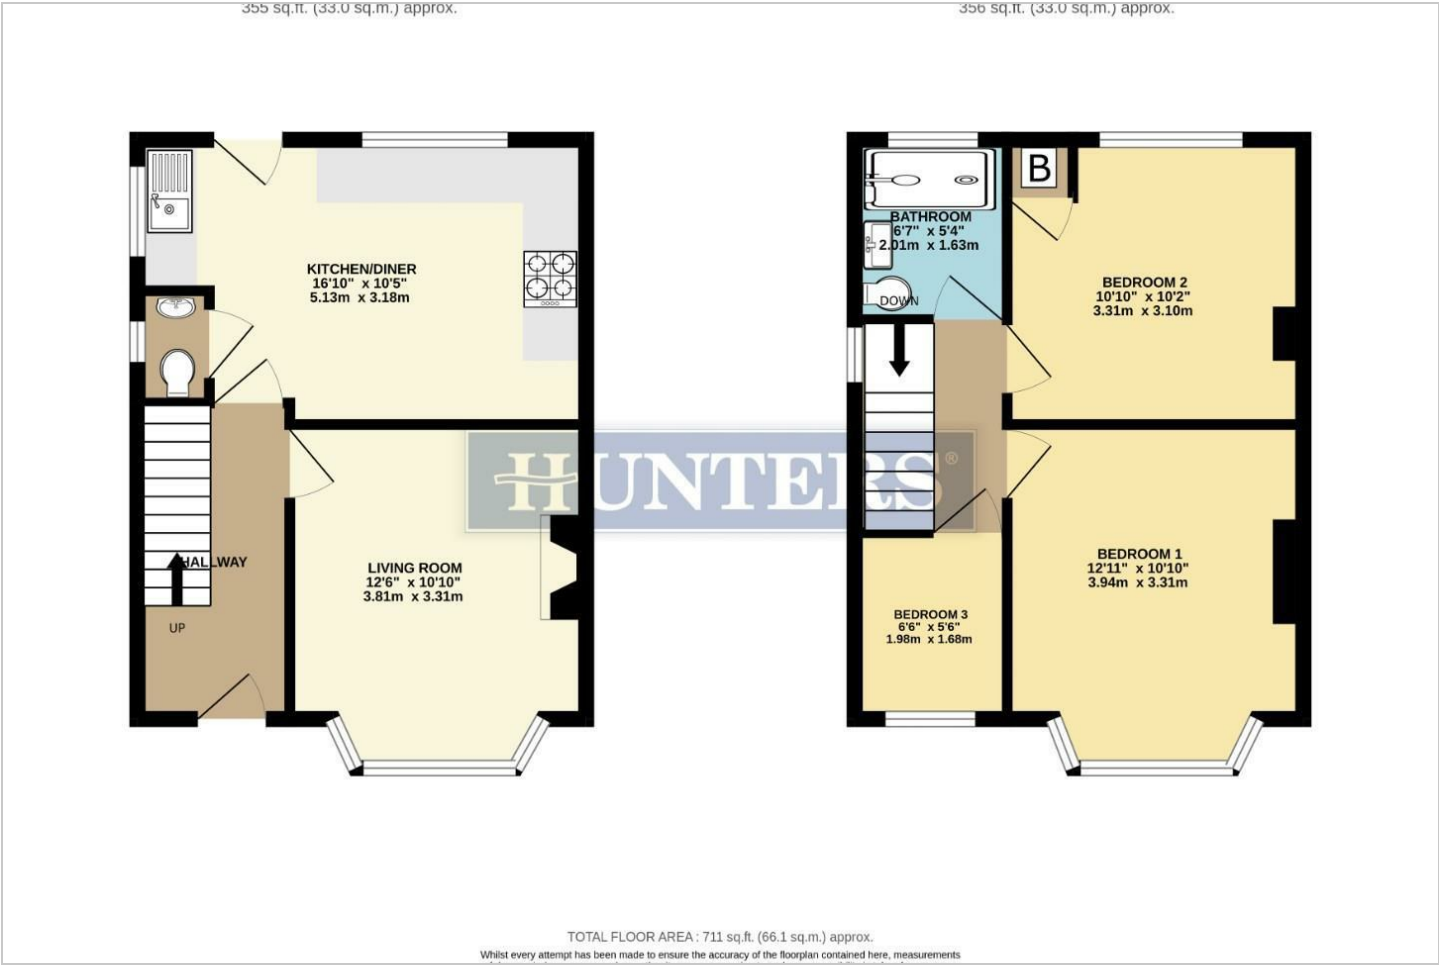 355 sq.ft. (33.0 sq.m.) approx.
356 sq.ft. (33.0 sq.m.) approx.
KITCHEN/DINER
16'10" x 10'5"
5.13m x 3.18m
HALLWAY
UP
LIVING ROOM
12'6" x 10'10"
3.81m x 3.31m
BATHROOM
6'7" x 5'4"
2.01m x 1.63m
DOWN
B
BEDROOM 2
10'10" x 10'2"
3.31m x 3.10m
HUNTERS®
BEDROOM 1
12'11" x 10'10"
3.94m x 3.31m
BEDROOM 3
6'6" x 5'6"
1.98m x 1.68m
TOTAL FLOOR AREA : 711 sq.ft. (66.1 sq.m.) approx.
Whilst every attempt has been made to ensure the accuracy of the floorplan contained here, measurements